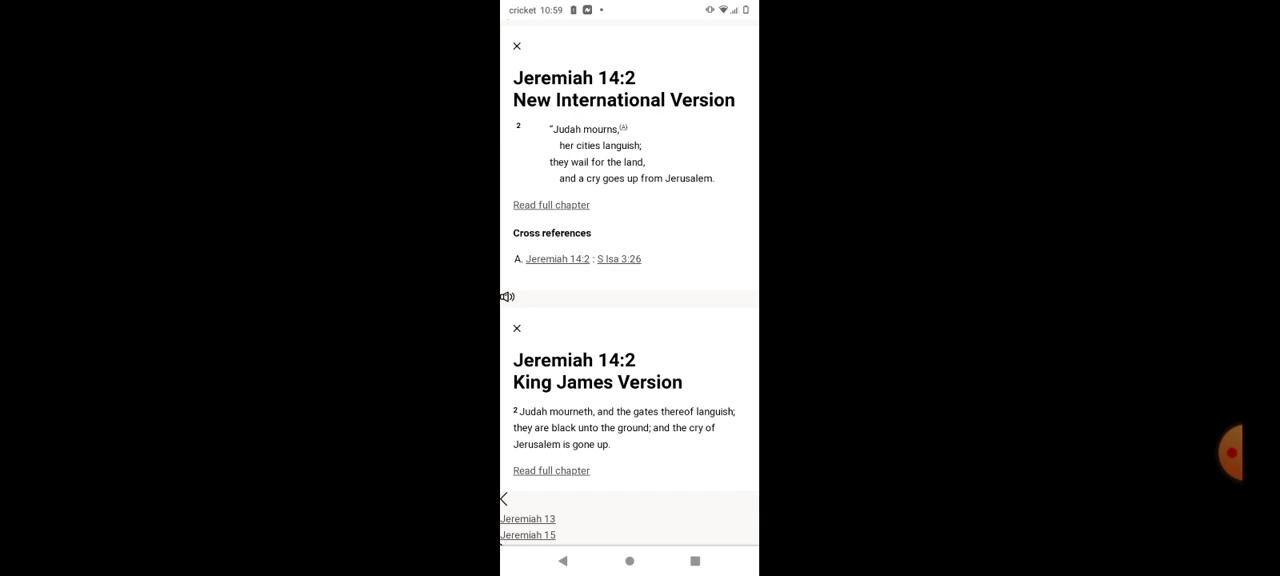 cricket 10:59
×
Jeremiah 14:2
New International Version
2 “Judah mourns,(A)
her cities languish;
they wail for the land,
and a cry goes up from Jerusalem.
Read full chapter
Cross references
A. Jeremiah 14:2 : S Isa 3:26
×
Jeremiah 14:2
King James Version
2 Judah mourneth, and the gates thereof languish;
they are black unto the ground; and the cry of
Jerusalem is gone up.
Read full chapter
Jeremiah 13
Jeremiah 15